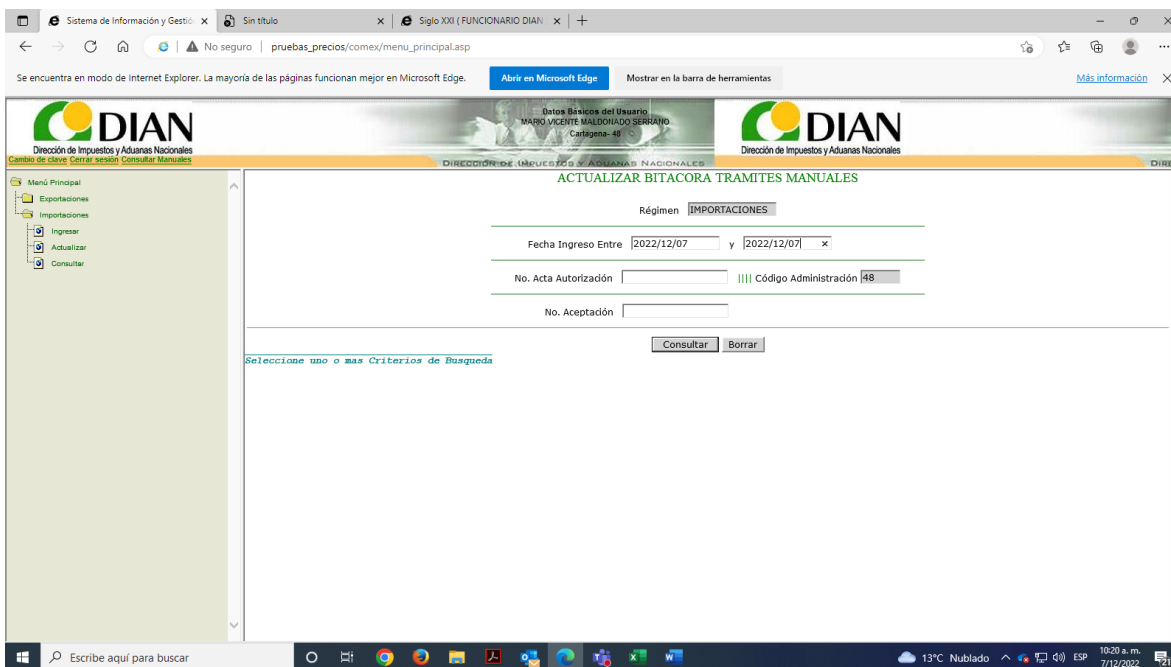 Sistema de Información y Gestió
Sin título
Siglo XXI ( FUNCIONARIO DIAN
No seguro | pruebas_precios/comex/menu_principal.asp
Se encuentra en modo de Internet Explorer. La mayoría de las páginas funcionan mejor en Microsoft Edge.
Abrir en Microsoft Edge
Mostrar en la barra de herramientas
Más información
DIAN
Dirección de Impuestos y Aduanas Nacionales
Cambio de clave Cerrar sesión Consultar Manuales
Datos Básicos del Usuario
MARIO VICENTE MALDONADO SERRANO
Cartagena- 48
DIRECCIÓN DE IMPUESTOS Y ADUANAS NACIONALES
DIAN
Dirección de Impuestos y Aduanas Nacionales
DIRE
Menú Principal
Exportaciones
Importaciones
Ingresar
Actualizar
Consultar
ACTUALIZAR BITACORA TRAMITES MANUALES
Régimen IMPORTACIONES
Fecha Ingreso Entre 2022/12/07 y 2022/12/07
No. Acta Autorización |||| Código Administración 48
No. Aceptación
Consultar Borrar
Seleccione uno o mas Criterios de Busqueda
Escribe aquí para buscar
13°C Nublado
ESP
10:20 a. m.
7/12/2022